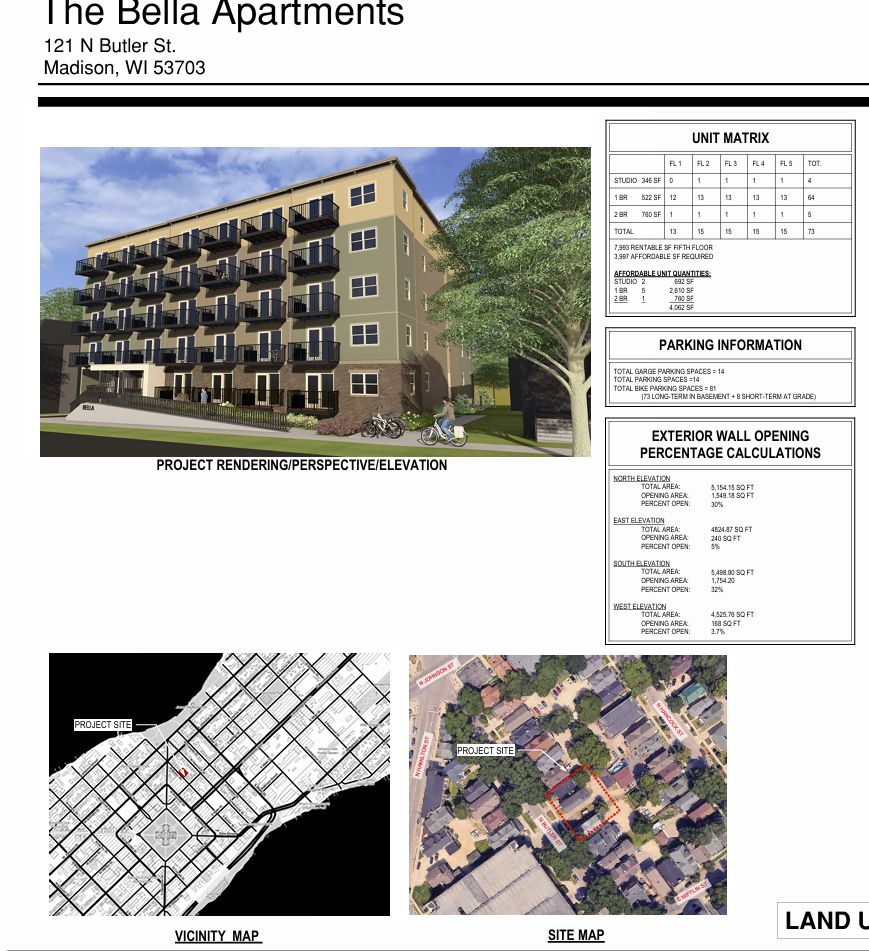 The Bella Apartments
121 N Butler St.
Madison, WI 53703
BELLA
PROJECT RENDERING/PERSPECTIVE/ELEVATION
UNIT MATRIX
FL 1 FL 2 FL 3 FL 4 FL 5 TOT.
STUDIO 346 SF 0 1 1 1 1 4
1 BR 522 SF 12 13 13 13 13 64
2 BR 760 SF 1 1 1 1 1 5
TOTAL 13 15 15 15 15 73
7,993 RENTABLE SF FIFTH FLOOR
3,997 AFFORDABLE SF REQUIRED
AFFORDABLE UNIT QUANTITIES:
STUDIO 2 692 SF
1 BR 5 2,610 SF
2 BR 1 760 SF
4,062 SF
PARKING INFORMATION
TOTAL GARGE PARKING SPACES = 14
TOTAL PARKING SPACES =14
TOTAL BIKE PARKING SPACES = 81
(73 LONG-TERM IN BASEMENT + 8 SHORT-TERM AT GRADE)
EXTERIOR WALL OPENING
PERCENTAGE CALCULATIONS
NORTH ELEVATION
TOTAL AREA: 5,154.15 SQ FT
OPENING AREA: 1,549.18 SQ FT
PERCENT OPEN: 30%
EAST ELEVATION
TOTAL AREA: 4824.87 SQ FT
OPENING AREA: 240 SQ FT
PERCENT OPEN: 5%
SOUTH ELEVATION
TOTAL AREA: 5,498.80 SQ FT
OPENING AREA: 1,754.20
PERCENT OPEN: 32%
WEST ELEVATION
TOTAL AREA: 4,525.76 SQ FT
OPENING AREA: 168 SQ FT
PERCENT OPEN: 3.7%
PROJECT SITE
VICINITY MAP
N JOHNSON ST
N HAMILTON ST
N HANCOCK ST
PROJECT SITE
N BUTLER ST
E MIFFLIN ST
SITE MAP
LAND U